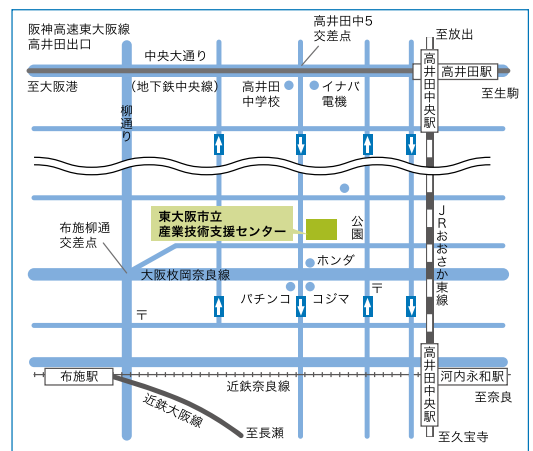 阪神高速東大阪線
高井田出口
高井田中5
交差点
至放出
中央大通り
高井田中央駅
高井田駅
至大阪港
(地下鉄中央線)
高井田
中学校
イナバ
電機
至生駒
柳通り
東大阪市立
産業技術支援センター
公園
JRおおさか東線
布施柳通
交差点
ホンダ
大阪枚岡奈良線
パチンコ
コジマ
〒
〒
高井田中央駅
布施駅
近鉄奈良線
河内永和駅
至奈良
近鉄大阪線
至長瀬
至久宝寺